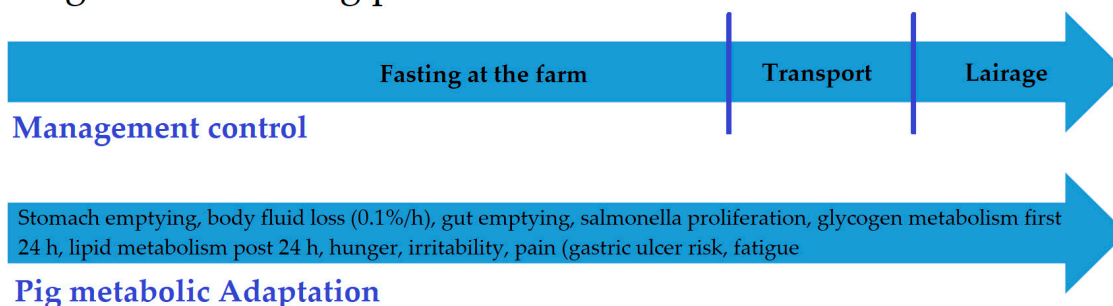 Fasting at the farm
Transport
Lairage
Management control
Stomach emptying, body fluid loss (0.1%/h), gut emptying, salmonella proliferation, glycogen metabolism first
24 h, lipid metabolism post 24 h, hunger, irritability, pain (gastric ulcer risk, fatigue
Pig metabolic Adaptation